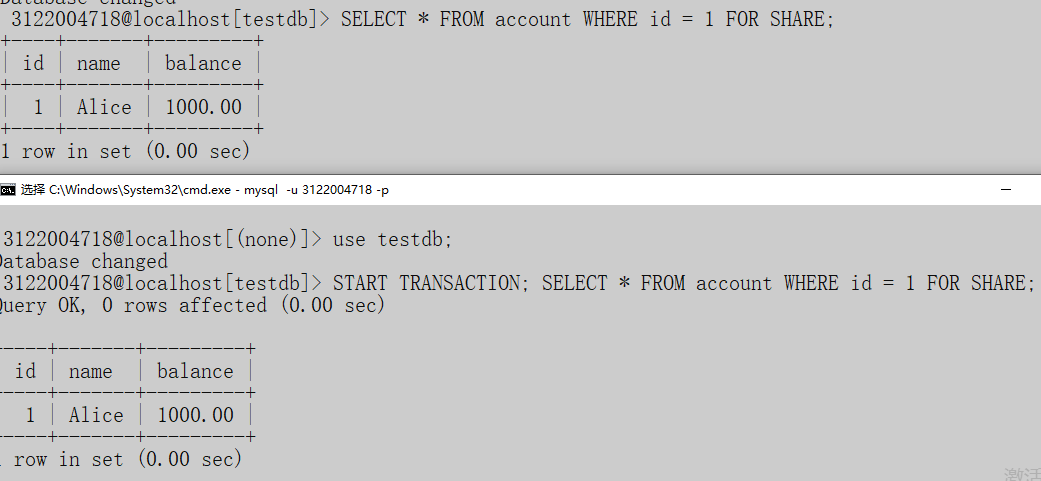 Database changed
3122004718@localhost[testdb]> SELECT * FROM account WHERE id = 1 FOR SHARE;
+----+-------+---------+
| id | name  | balance |
+----+-------+---------+
|  1 | Alice | 1000.00 |
+----+-------+---------+
1 row in set (0.00 sec)
选择 C:\Windows\System32\cmd.exe - mysql  -u 3122004718 -p
3122004718@localhost[(none)]> use testdb;
Database changed
3122004718@localhost[testdb]> START TRANSACTION; SELECT * FROM account WHERE id = 1 FOR SHARE;
Query OK, 0 rows affected (0.00 sec)
----+-------+---------+
 id | name  | balance |
----+-------+---------+
  1 | Alice | 1000.00 |
----+-------+---------+
row in set (0.00 sec)
激活